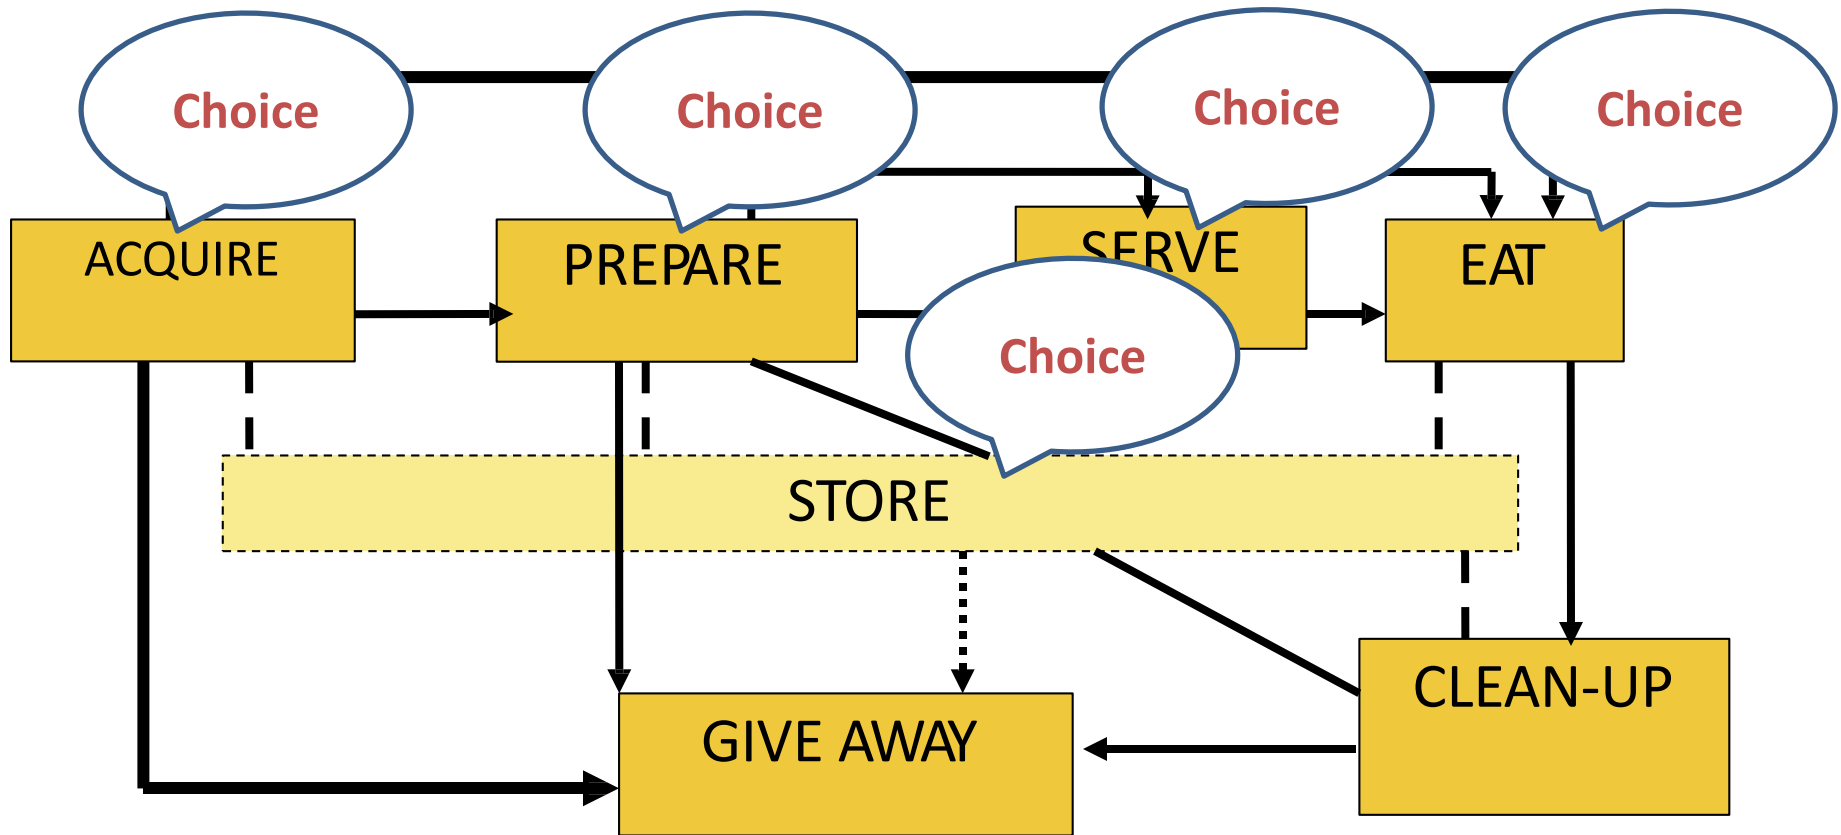 Choice
Choice
Choice
Choice
ACQUIRE
PREPARE
SERVE
EAT
Choice
STORE
CLEAN-UP
GIVE AWAY